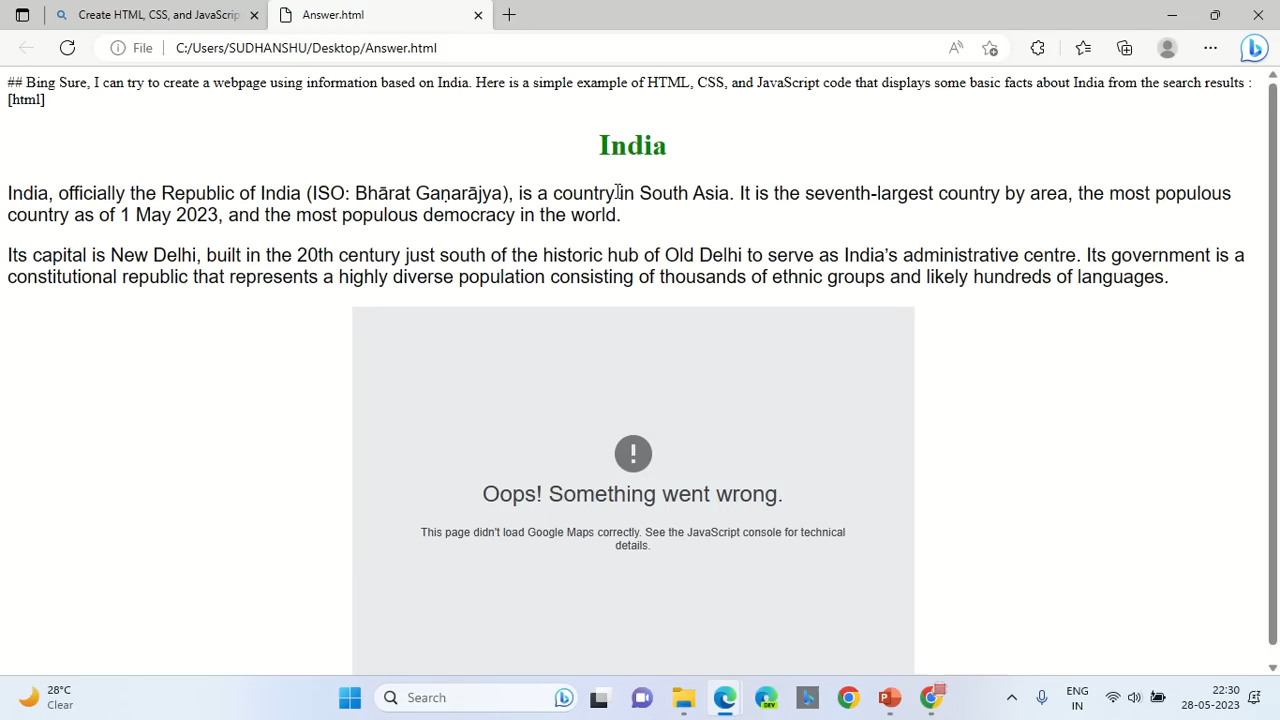 Create HTML, CSS, and JavaScrip
Answer.html
File
C:/Users/SUDHANSHU/Desktop/Answer.html
## Bing Sure, I can try to create a webpage using information based on India. Here is a simple example of HTML, CSS, and JavaScript code that displays some basic facts about India from the search results :
[html]
India
India, officially the Republic of India (ISO: Bhārat Gaṇarājya), is a country in South Asia. It is the seventh-largest country by area, the most populous
country as of 1 May 2023, and the most populous democracy in the world.
Its capital is New Delhi, built in the 20th century just south of the historic hub of Old Delhi to serve as India’s administrative centre. Its government is a
constitutional republic that represents a highly diverse population consisting of thousands of ethnic groups and likely hundreds of languages.
!
Oops! Something went wrong.
This page didn't load Google Maps correctly. See the JavaScript console for technical
details.
28°C
Clear
Search
DEV
ENG
IN
22:30
28-05-2023